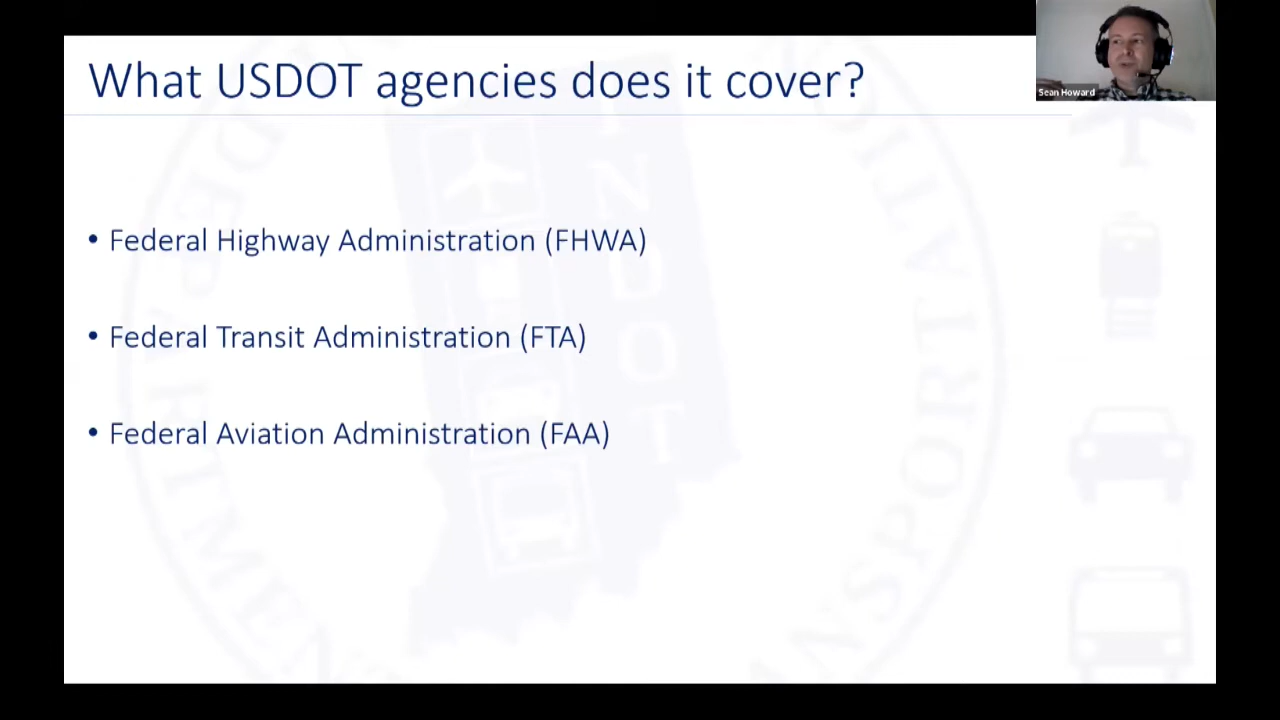 What USDOT agencies does it cover?
Sean Howard
• Federal Highway Administration (FHWA)
• Federal Transit Administration (FTA)
• Federal Aviation Administration (FAA)
INDOT